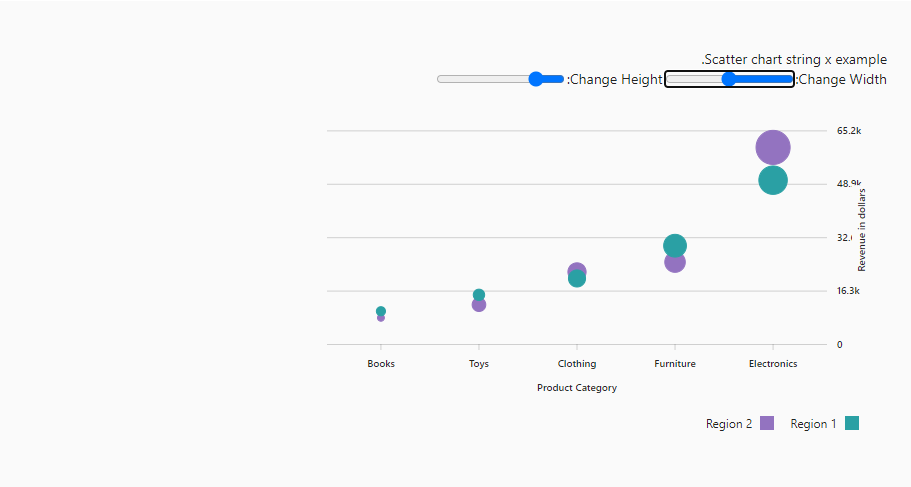 .Scatter chart string x example
:Change Width
:Change Height
65.2k
48.9k
32.
16.3k
0
Revenue in dollars
Books Toys Clothing Furniture Electronics
Product Category
Region 2 Region 1